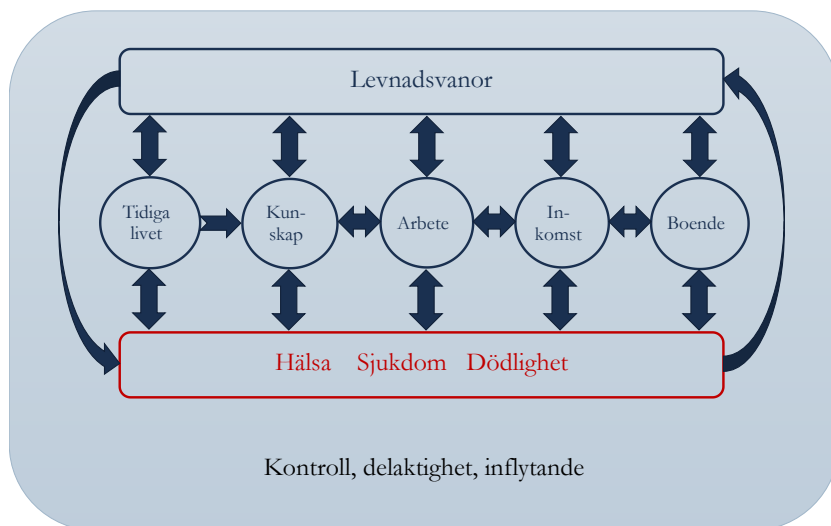 Levnadsvanor
Tidiga
livet
Kun-
skap
Arbete
In-
komst
Boende
Hälsa Sjukdom Dödlighet
Kontroll, delaktighet, inflytande